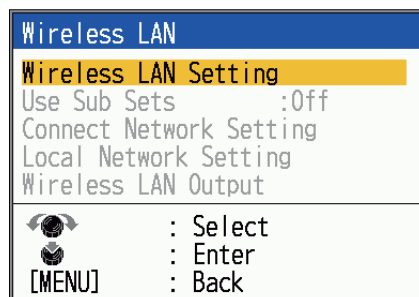 Wireless LAN
Wireless LAN Setting
Use Sub Sets :Off
Connect Network Setting
Local Network Setting
Wireless LAN Output
: Select
: Enter
[MENU] : Back